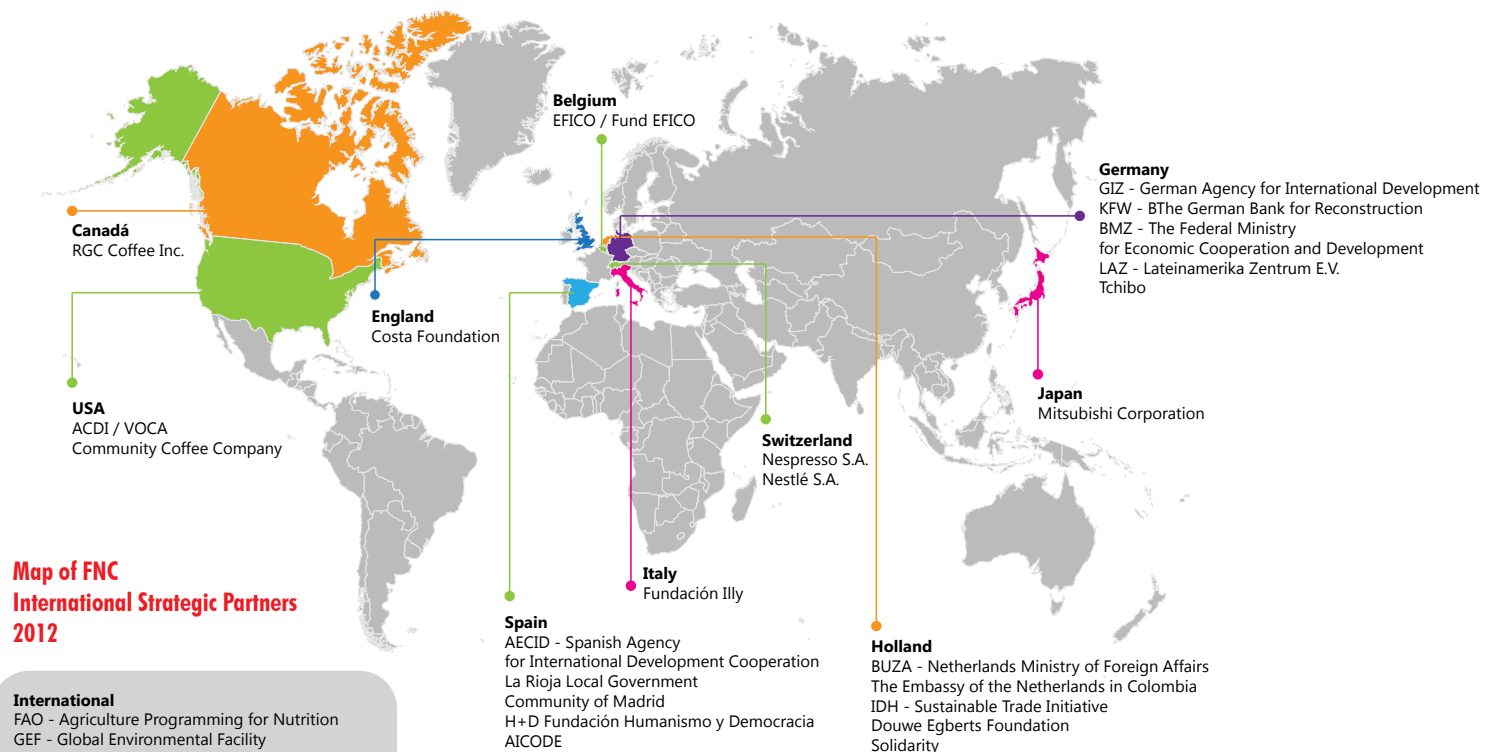 Belgium
EFICO / Fund EFICO
Germany
GIZ - German Agency for International Development
KFW - BThe German Bank for Reconstruction
BMZ - The Federal Ministry
for Economic Cooperation and Development
LAZ - Lateinamerika Zentrum E.V.
Tchibo
Canadá
RGC Coffee Inc.
England
Costa Foundation
USA
ACDI / VOCA
Community Coffee Company
Japan
Mitsubishi Corporation
Switzerland
Nespresso S.A.
Nestlé S.A.
Italy
Fundación Illy
Map of FNC
International Strategic Partners
2012
Spain
AECID - Spanish Agency
for International Development Cooperation
La Rioja Local Government
Community of Madrid
H+D Fundación Humanismo y Democracia
AICODE
Holland
BUZA - Netherlands Ministry of Foreign Affairs
The Embassy of the Netherlands in Colombia
IDH - Sustainable Trade Initiative
Douwe Egberts Foundation
Solidarity
International
FAO - Agriculture Programming for Nutrition
GEF - Global Environmental Facility